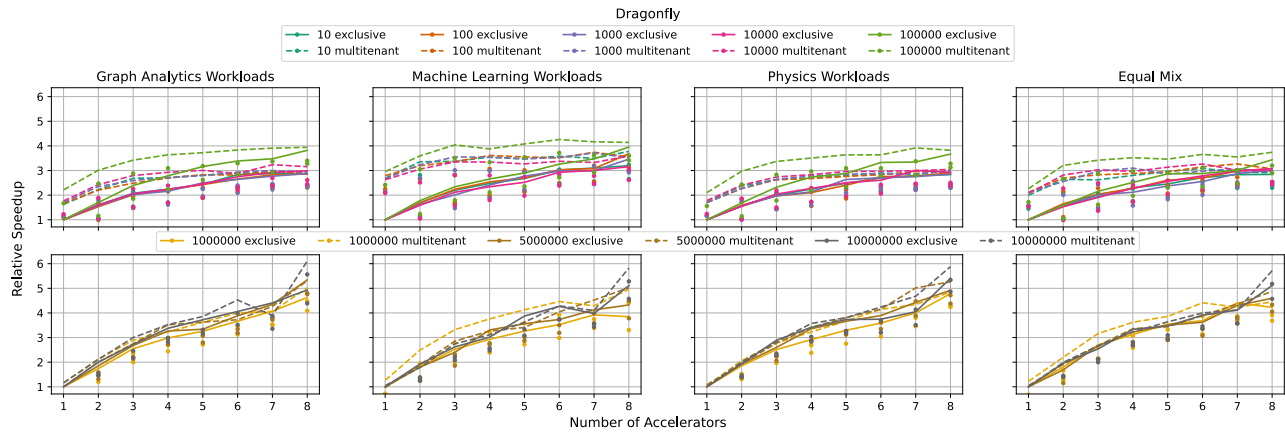 Dragonfly
10 exclusive
100 exclusive
1000 exclusive
10000 exclusive
100000 exclusive
10 multitenant
100 multitenant
1000 multitenant
10000 multitenant
100000 multitenant
Graph Analytics Workloads
Machine Learning Workloads
Physics Workloads
Equal Mix
6
5
4
3
2
1
1000000 exclusive
1000000 multitenant
5000000 exclusive
5000000 multitenant
10000000 exclusive
10000000 multitenant
Relative Speedup
6
5
4
3
2
1
1 2 3 4 5 6 7 8
1 2 3 4 5 6 7 8
1 2 3 4 5 6 7 8
1 2 3 4 5 6 7 8
Number of Accelerators